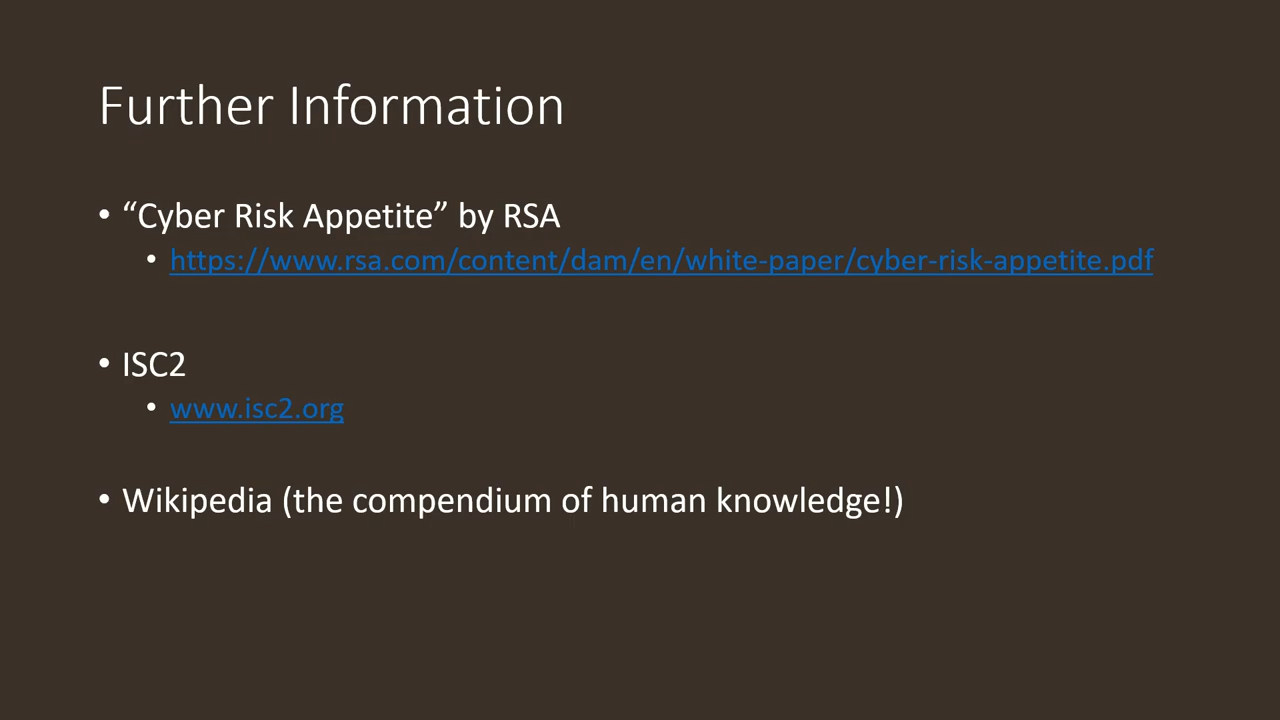 Further Information
• “Cyber Risk Appetite” by RSA
• https://www.rsa.com/content/dam/en/white-paper/cyber-risk-appetite.pdf
• ISC2
• www.isc2.org
• Wikipedia (the compendium of human knowledge!)